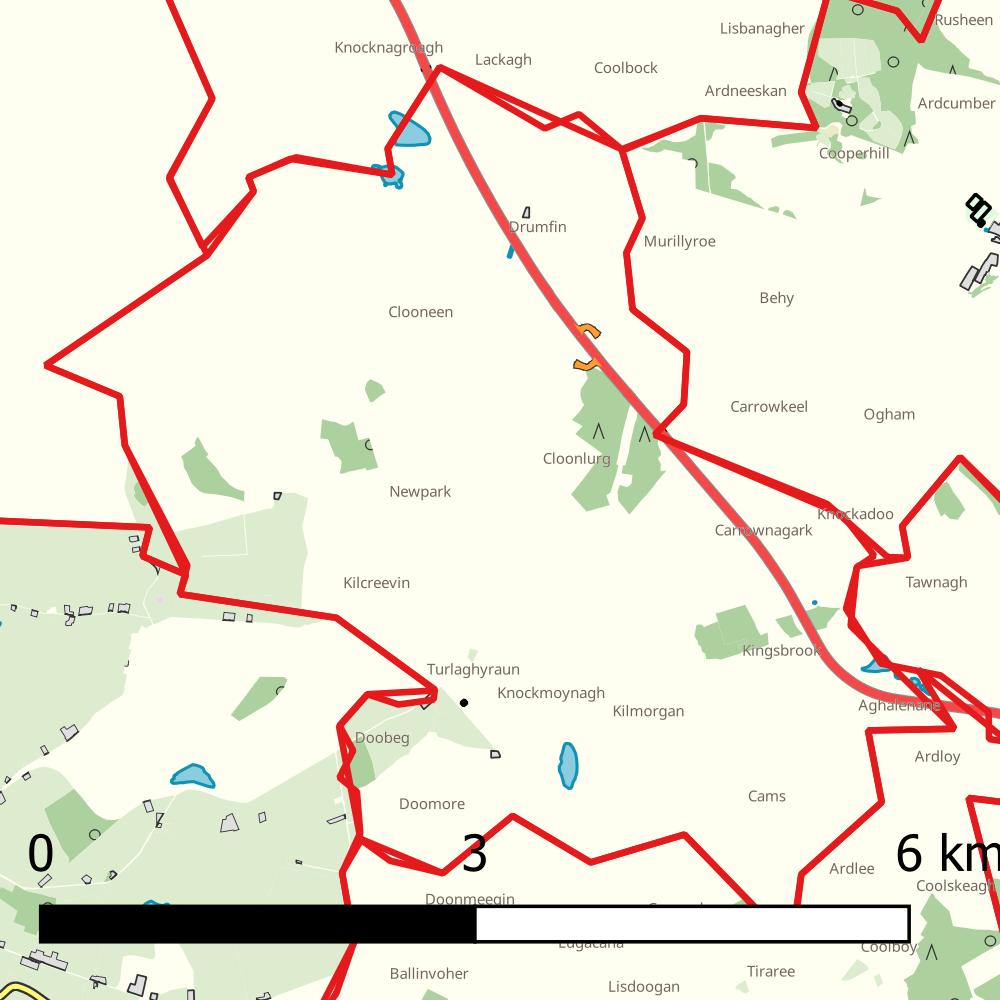 Rusheen
Lisbanagher
Knocknagroagh
Lackagh
Coolbock
Ardneeskan
Ardcumber
Cooperhill
Drumfin
Murillyroe
Behy
Clooneen
Carrowkeel
Ogham
Cloonlurg
Newpark
Knockadoo
Carrownagark
Kilcreevin
Tawnagh
Kingsbrook
Turlaghyraun
Knockmoynagh
Kilmorgan
Aghalenane
Doobeg
Ardloy
Cams
Doomore
0 3 6 km
Ardlee
Coolskeagh
Doonmeegin
Lugacaha
Coolboy
Ballinvoher
Tiraree
Lisdoogan